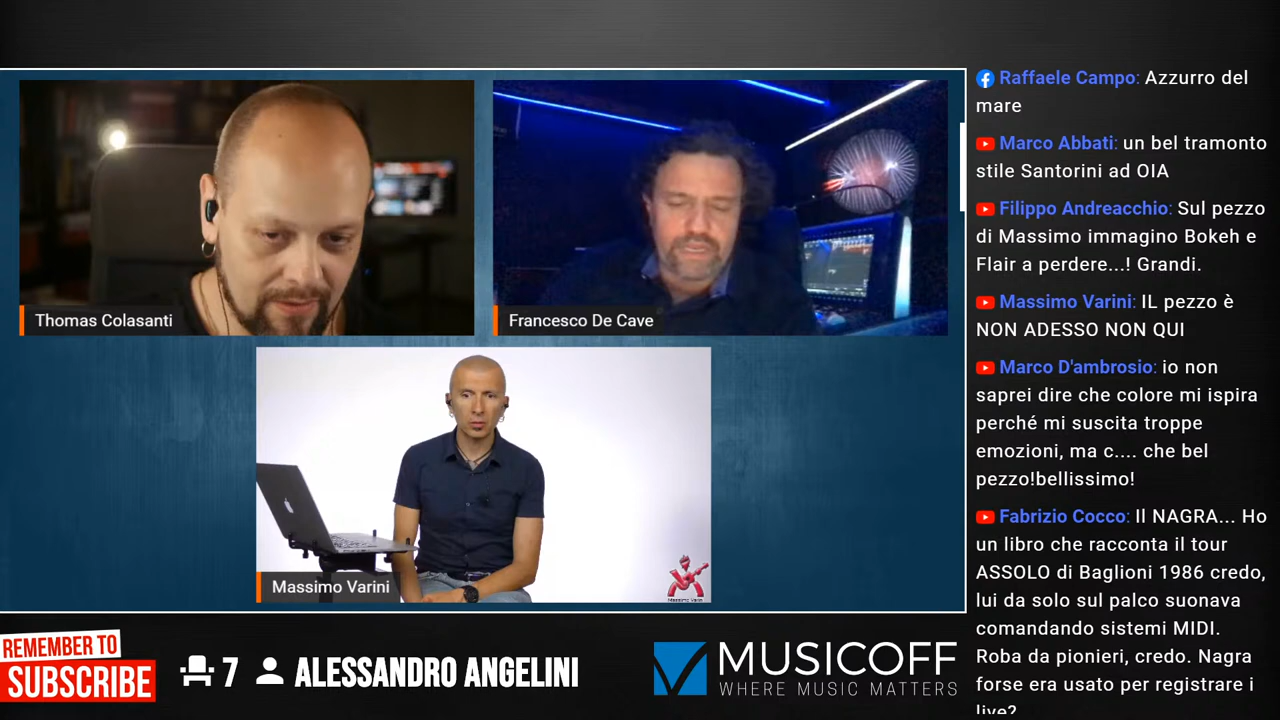 Thomas Colasanti
Francesco De Cave
Massimo Varini
Massimo Varini
REMEMBER TO
SUBSCRIBE
7 ALESSANDRO ANGELINI
MUSICOFF
WHERE MUSIC MATTERS
Raffaele Campo: Azzurro del
mare
Marco Abbati: un bel tramonto
stile Santorini ad OIA
Filippo Andreacchio: Sul pezzo
di Massimo immagino Bokeh e
Flair a perdere...! Grandi.
Massimo Varini: IL pezzo è
NON ADESSO NON QUI
Marco D'ambrosio: io non
saprei dire che colore mi ispira
perché mi suscita troppe
emozioni, ma c.... che bel
pezzo!bellissimo!
Fabrizio Cocco: Il NAGRA... Ho
un libro che racconta il tour
ASSOLO di Baglioni 1986 credo,
lui da solo sul palco suonava
comandando sistemi MIDI.
Roba da pionieri, credo. Nagra
forse era usato per registrare i
live?